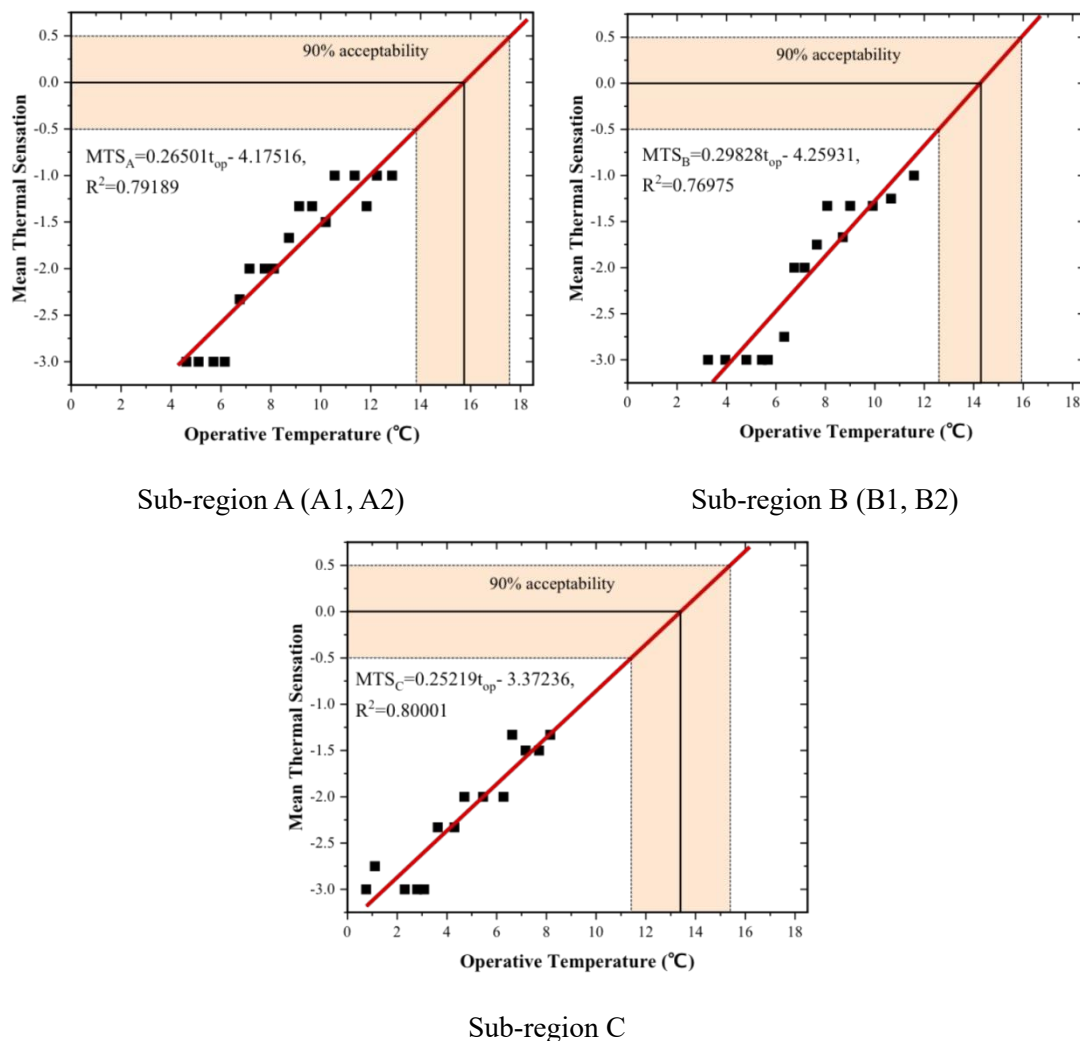 0.5
0.0
-0.5
-1.0
-1.5
-2.0
-2.5
-3.0
Mean Thermal Sensation
90% acceptability
MTS_A=0.26501t_op- 4.17516,
R²=0.79189
0 2 4 6 8 10 12 14 16 18
Operative Temperature (℃)
Sub-region A (A1, A2)
0.5
0.0
-0.5
-1.0
-1.5
-2.0
-2.5
-3.0
Mean Thermal Sensation
90% acceptability
MTS_B=0.29828t_op- 4.25931,
R²=0.76975
0 2 4 6 8 10 12 14 16 18
Operative Temperature (℃)
Sub-region B (B1, B2)
0.5
0.0
-0.5
-1.0
-1.5
-2.0
-2.5
-3.0
Mean Thermal Sensation
90% acceptability
MTS_C=0.25219t_op- 3.37236,
R²=0.80001
0 2 4 6 8 10 12 14 16 18
Operative Temperature (℃)
Sub-region C